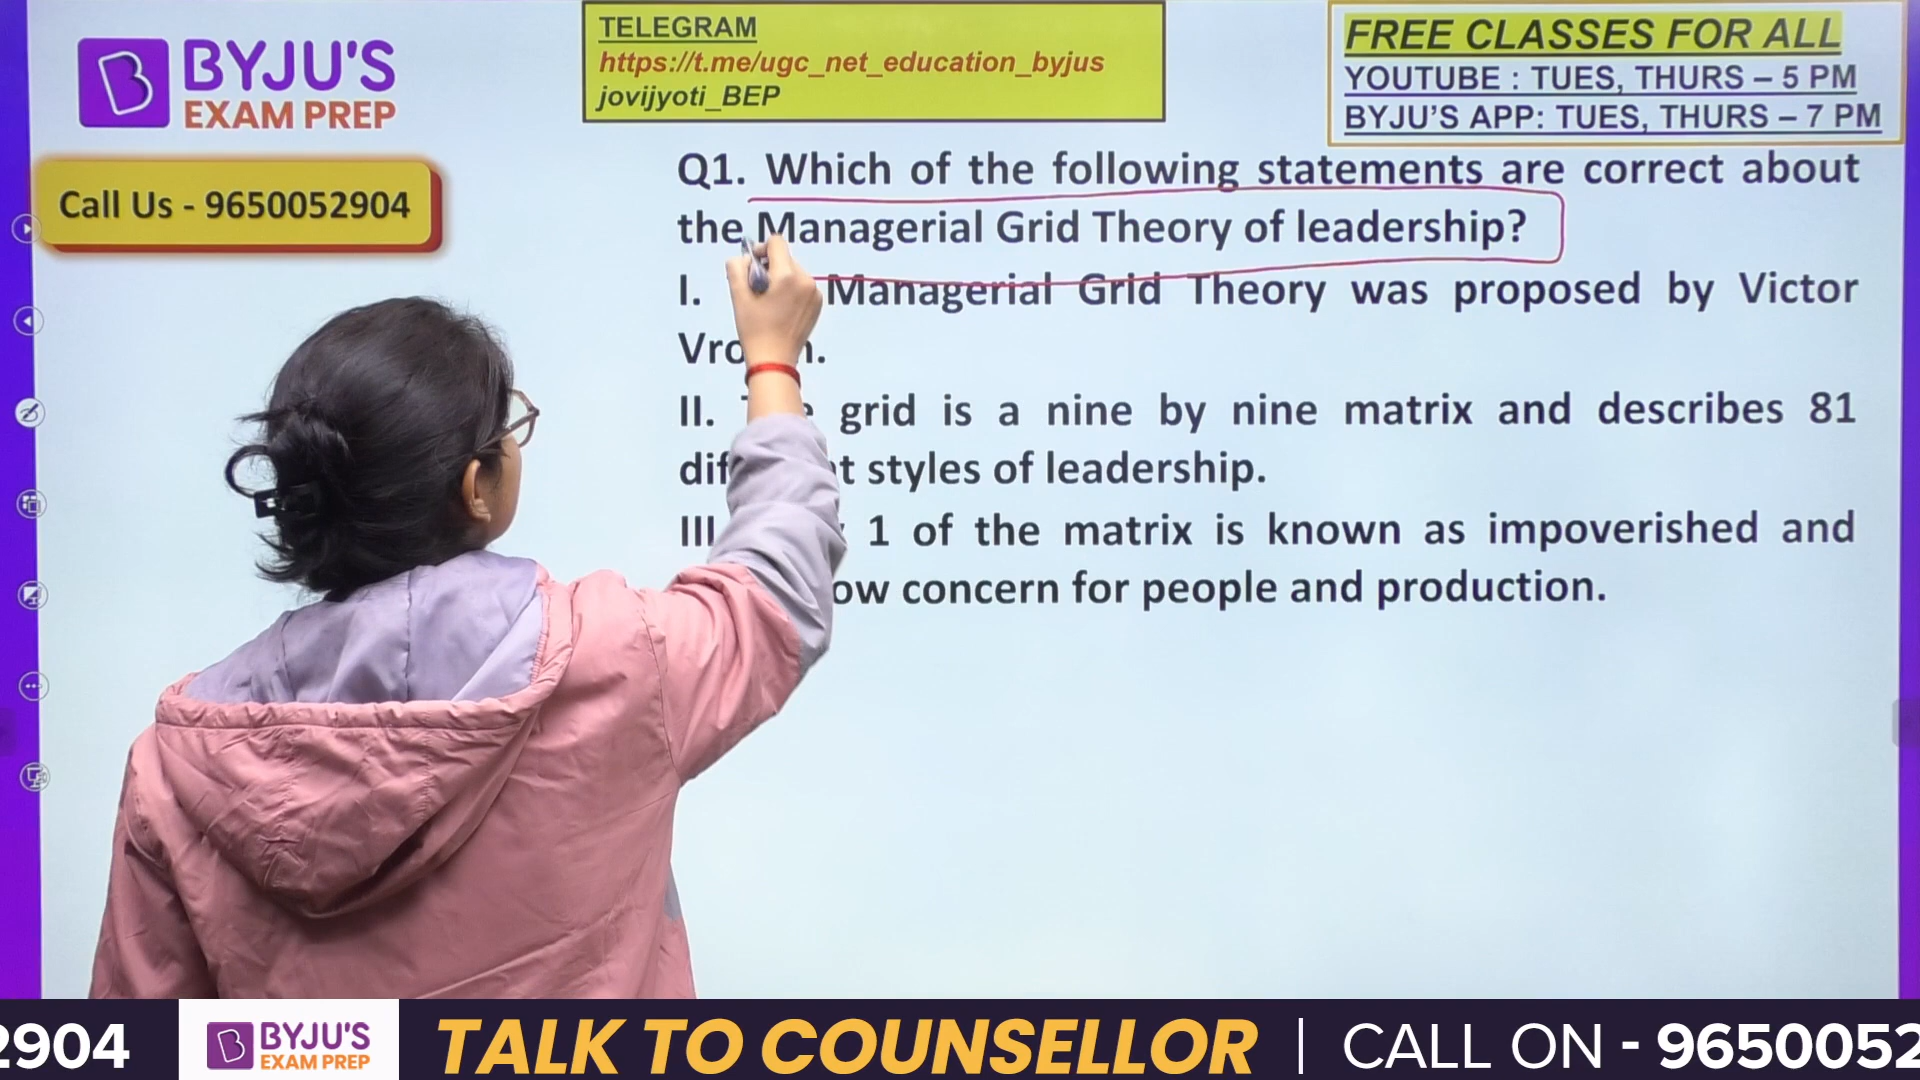 BYJU'S
EXAM PREP
TELEGRAM
https://t.me/ugc_net_education_byjus
jovijyoti_BEP
FREE CLASSES FOR ALL
YOUTUBE : TUES, THURS – 5 PM
BYJU'S APP: TUES, THURS – 7 PM
Call Us - 9650052904
Q1. Which of the following statements are correct about
the Managerial Grid Theory of leadership?
I. Managerial Grid Theory was proposed by Victor
II. grid is a nine by nine matrix and describes 81
styles of leadership.
III 1 of the matrix is known as impoverished and
concern for people and production.
2904
BYJU'S
EXAM PREP
TALK TO COUNSELLOR | CALL ON - 9650052